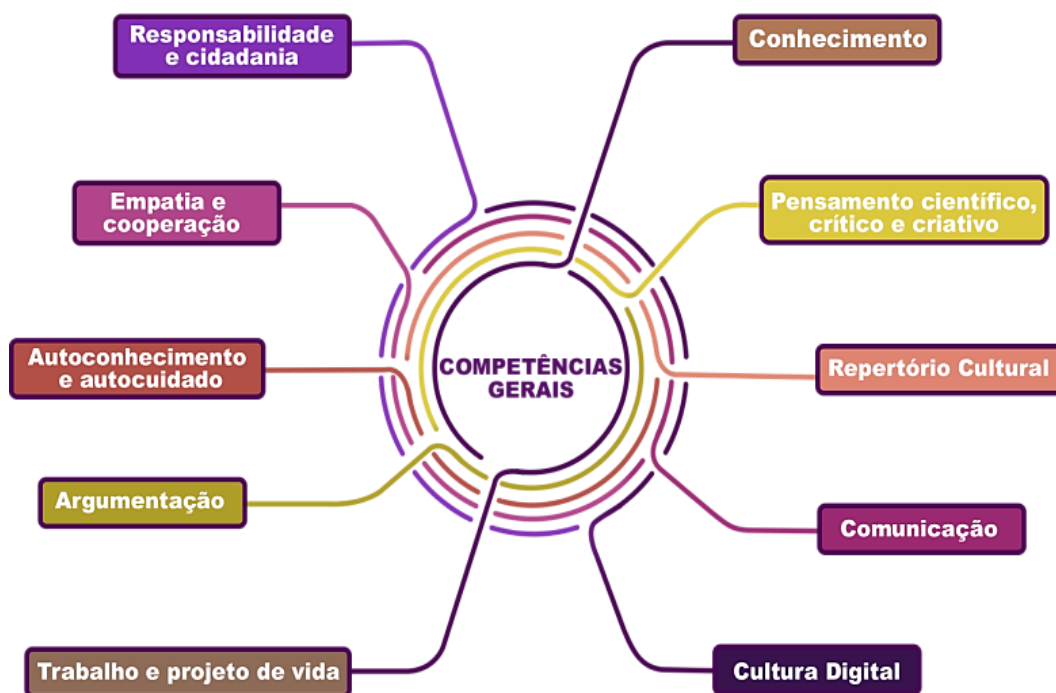 Responsabilidade
e cidadania
Conhecimento
Empatia e
cooperação
Pensamento científico,
crítico e criativo
Autoconhecimento
e autocuidado
COMPETÊNCIAS
GERAIS
Repertório Cultural
Argumentação
Comunicação
Trabalho e projeto de vida
Cultura Digital